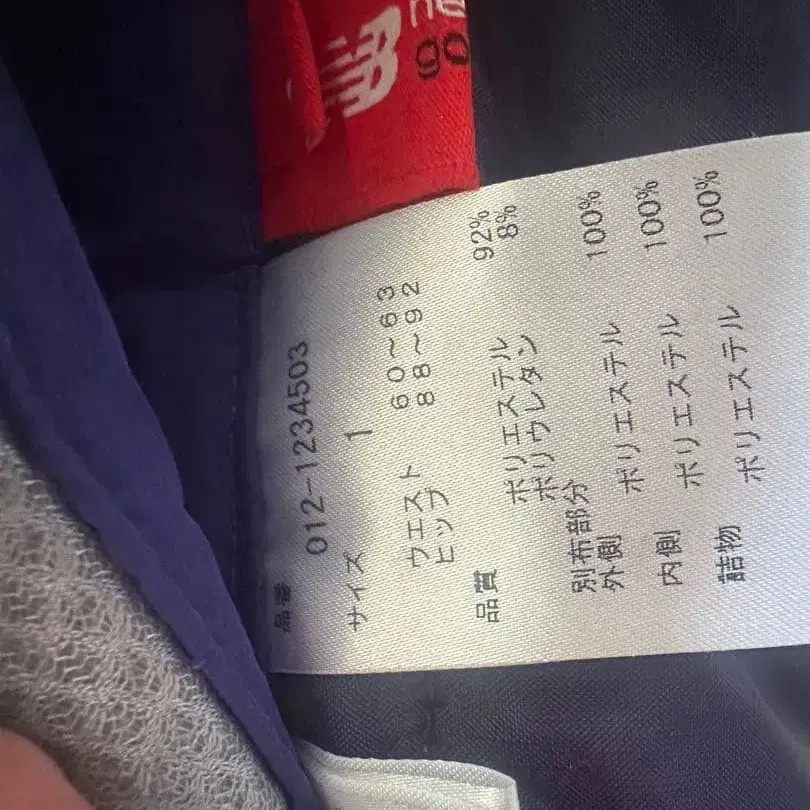 ne
go
品番 012-1234503
サイズ 1
ウエスト 60～63
ヒップ 88～92
品質 ポリエステル 92%
ポリウレタン 8%
別布部分
外側 ポリエステル 100%
内側 ポリエステル 100%
詰物 ポリエステル 100%